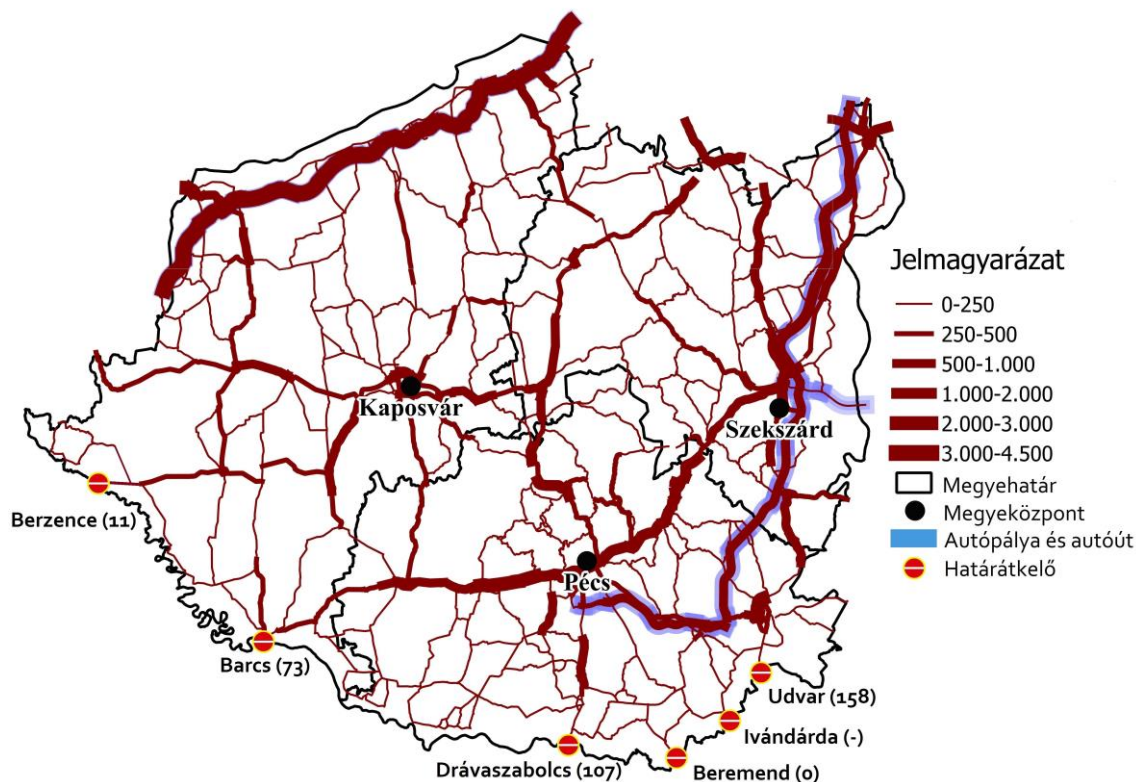 Jelmagyarázat
0-250
250-500
500-1.000
1.000-2.000
2.000-3.000
3.000-4.500
Megyehatár
Megyeközpont
Autópálya és autóút
Határátkelő
Kaposvár
Szekszárd
Pécs
Berzence (11)
Barcs (73)
Udvar (158)
Ivándárda (-)
Drávaszabolcs (107)
Beremend (0)